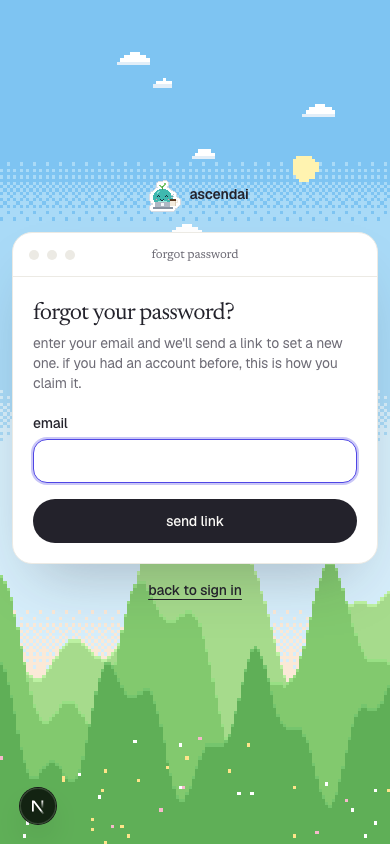 ascendai
forgot password
forgot your password?
enter your email and we'll send a link to set a new
one. if you had an account before, this is how you
claim it.
email
send link
back to sign in
N